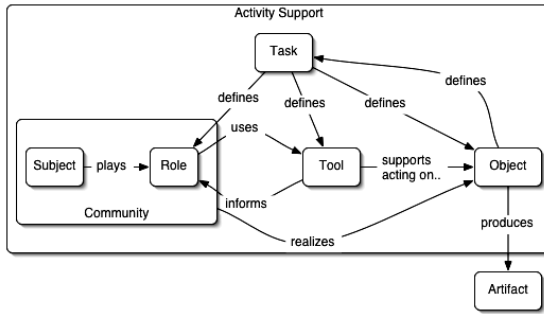 Activity Support
Task
defines
defines
defines
defines
uses
Subject
plays
Role
Tool
supports
acting on..
Object
informs
Community
realizes
produces
Artifact